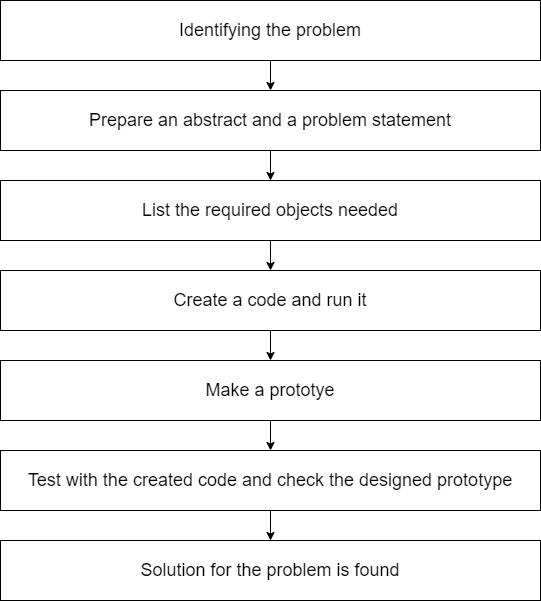 Identifying the problem
Prepare an abstract and a problem statement
List the required objects needed
Create a code and run it
Make a prototye
Test with the created code and check the designed prototype
Solution for the problem is found